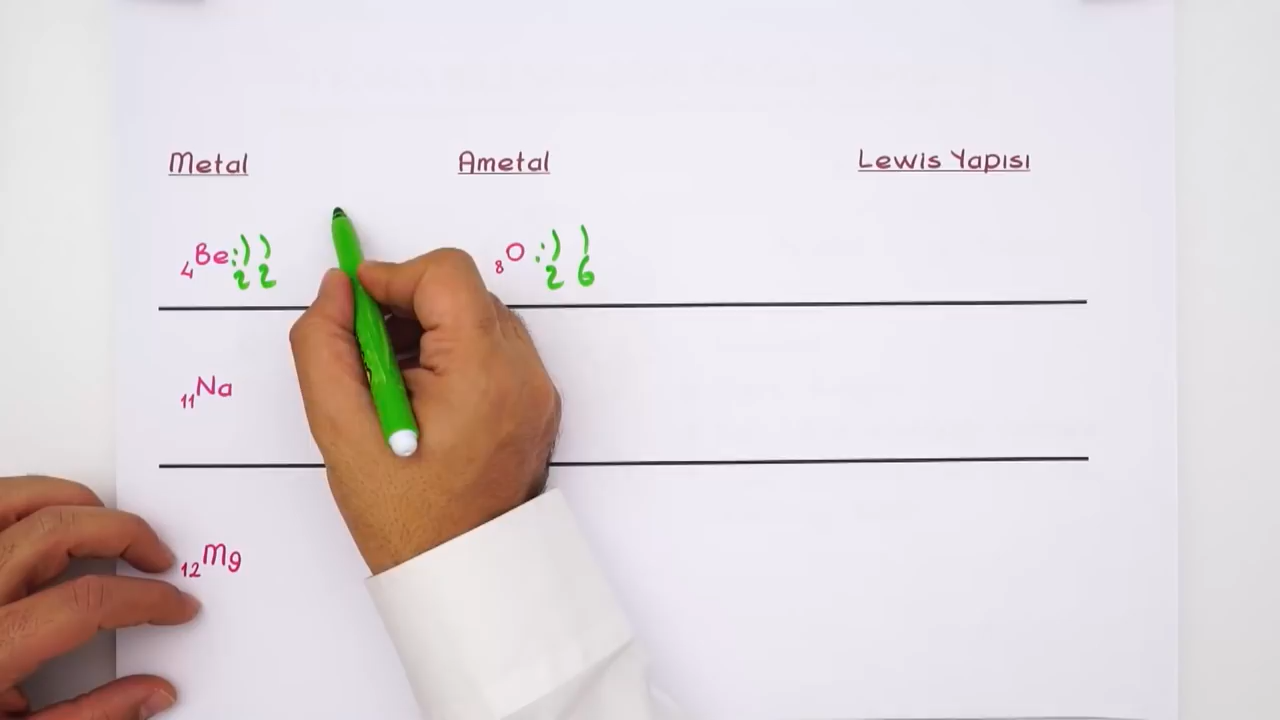 Metal Ametal Lewis Yapısı
₄Be:)) ₈O:))
2 2 2 6
₁₁Na
₁₂Mg